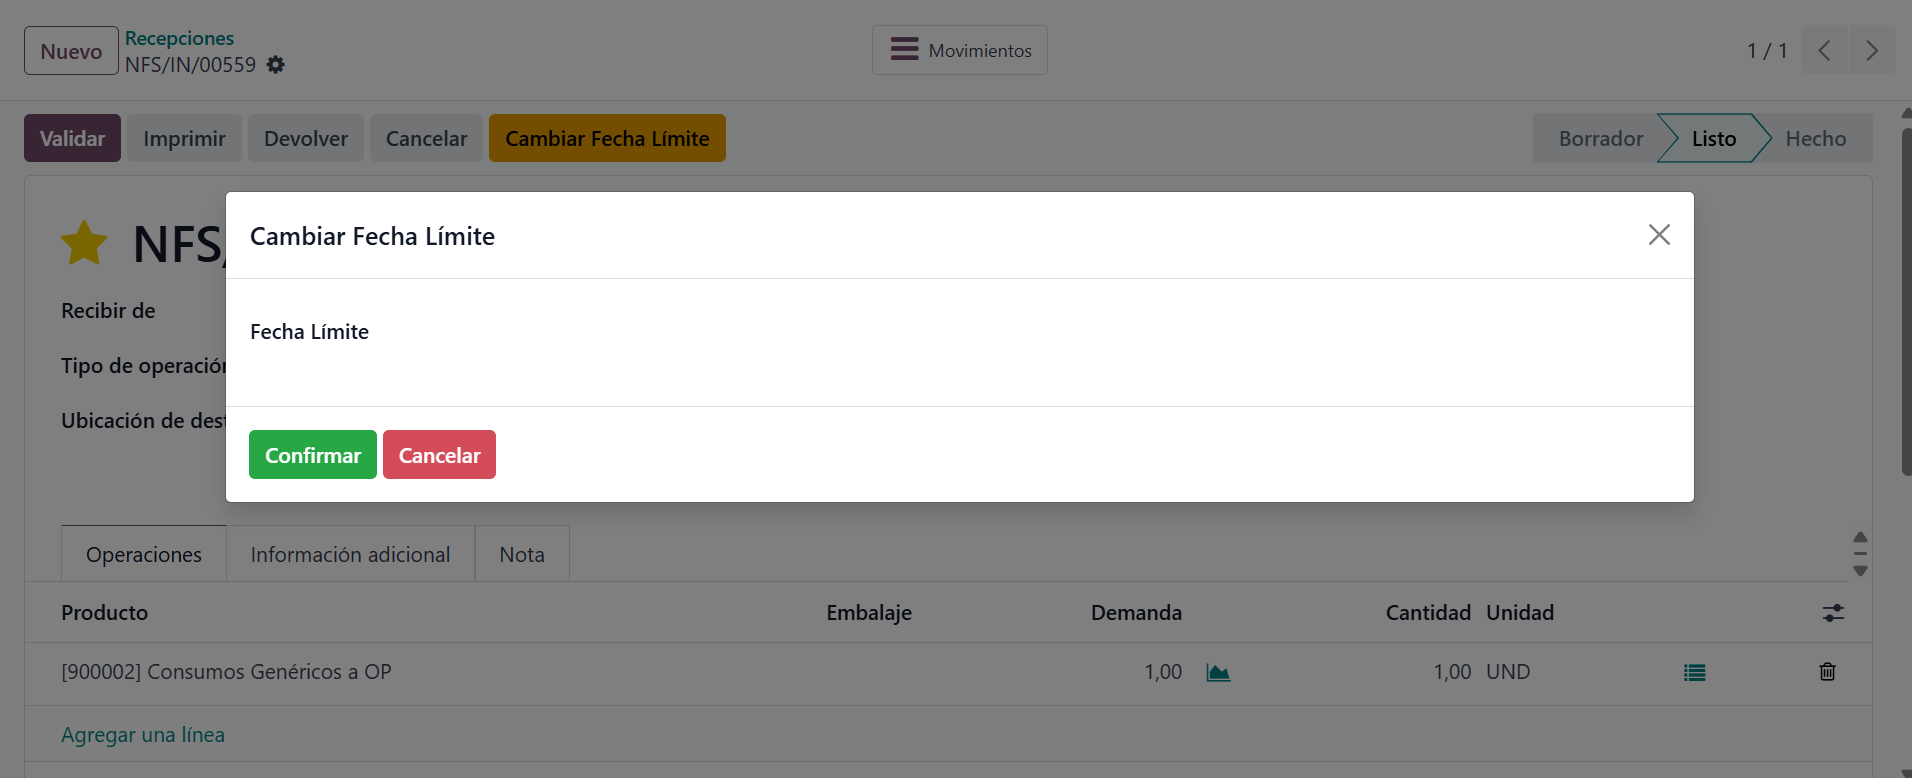 Nuevo
Recepciones
NFS/IN/00559
Movimientos
1 / 1
Validar
Imprimir
Devolver
Cancelar
Cambiar Fecha Límite
Borrador
Listo
Hecho
NFS/
Cambiar Fecha Límite
Recibir de
Fecha Límite
Tipo de operación
Ubicación de dest
Confirmar
Cancelar
Operaciones
Información adicional
Nota
Producto
Embalaje
Demanda
Cantidad
Unidad
[900002] Consumos Genéricos a OP
1,00
1,00
UND
Agregar una línea